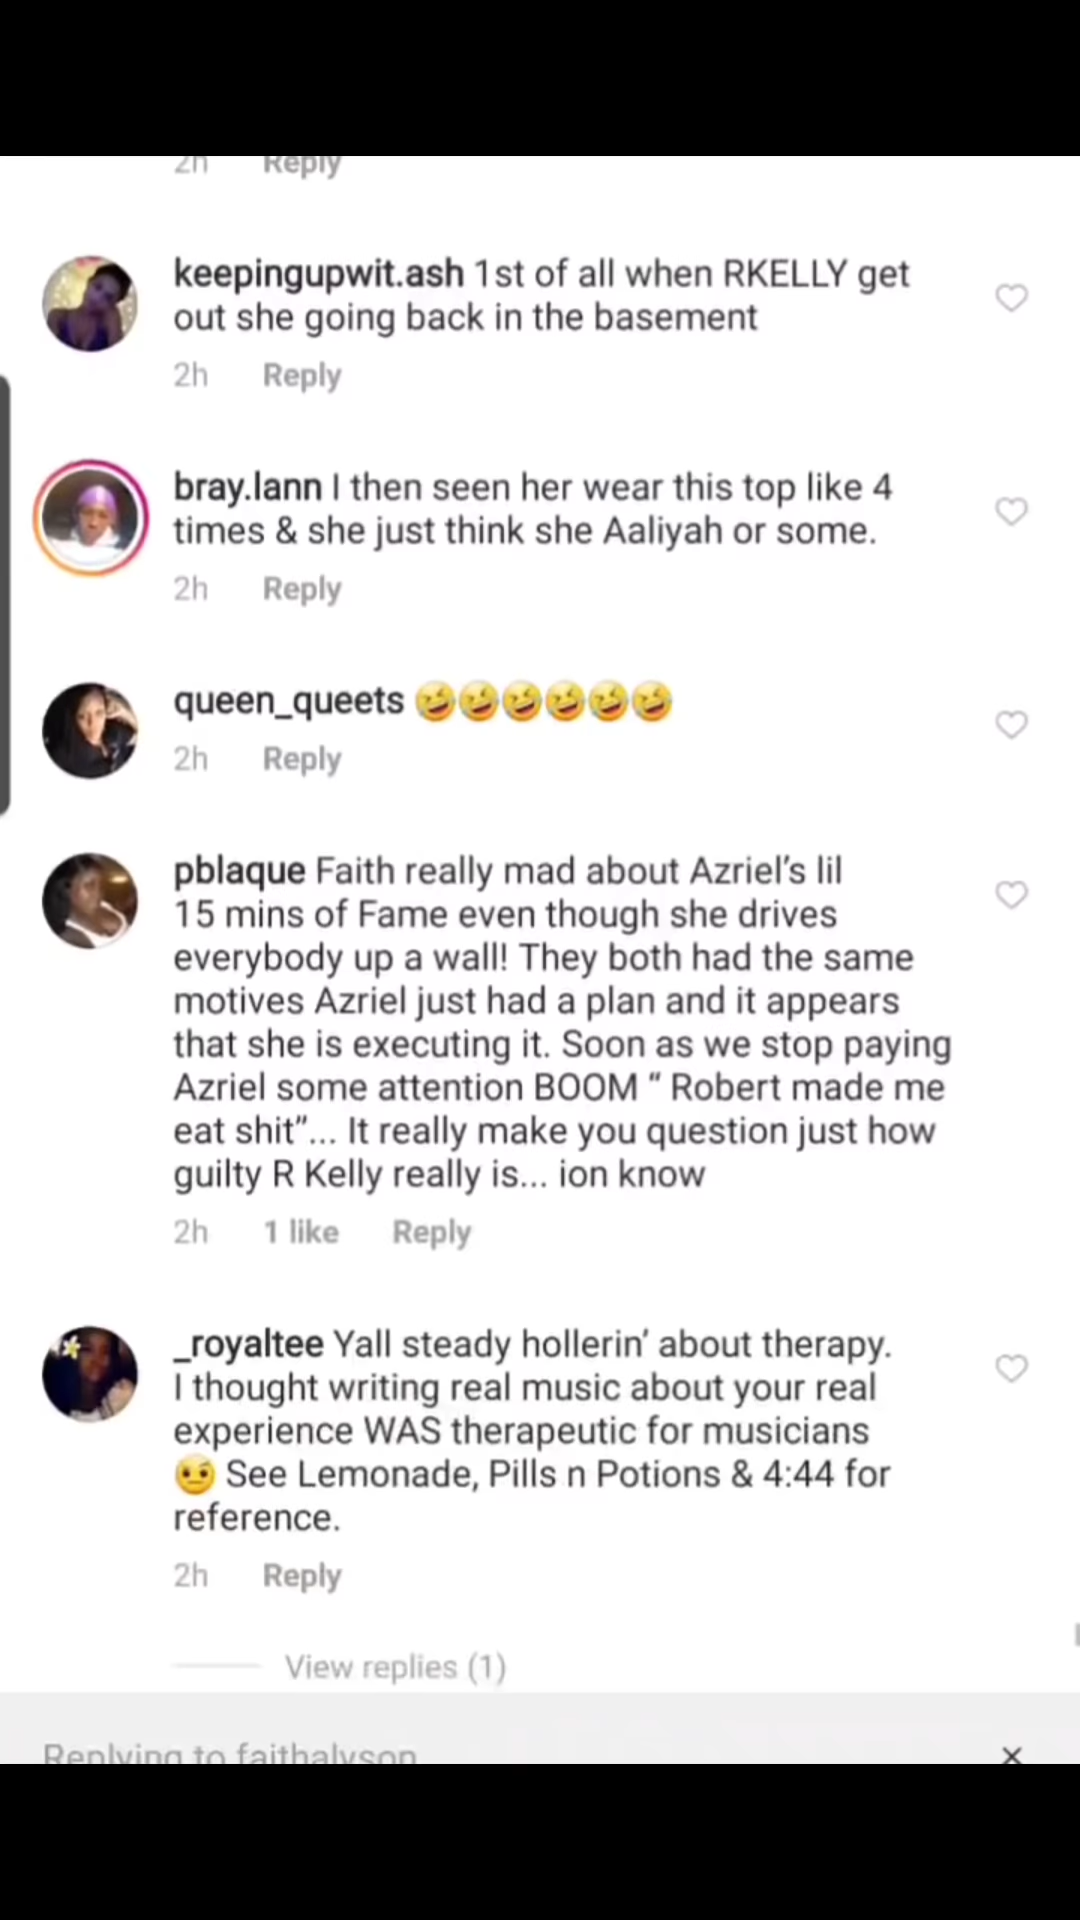 2h Reply
keepingupwit.ash 1st of all when RKELLY get
out she going back in the basement
2h Reply
bray.lann I then seen her wear this top like 4
times & she just think she Aaliyah or some.
2h Reply
queen_queets 🤣🤣🤣🤣🤣🤣
2h Reply
pblaque Faith really mad about Azriel’s lil
15 mins of Fame even though she drives
everybody up a wall! They both had the same
motives Azriel just had a plan and it appears
that she is executing it. Soon as we stop paying
Azriel some attention BOOM “ Robert made me
eat shit”... It really make you question just how
guilty R Kelly really is... ion know
2h 1 like Reply
_royaltee Yall steady hollerin’ about therapy.
I thought writing real music about your real
experience WAS therapeutic for musicians
🤨 See Lemonade, Pills n Potions & 4:44 for
reference.
2h Reply
View replies (1)
Replying to faithalyson